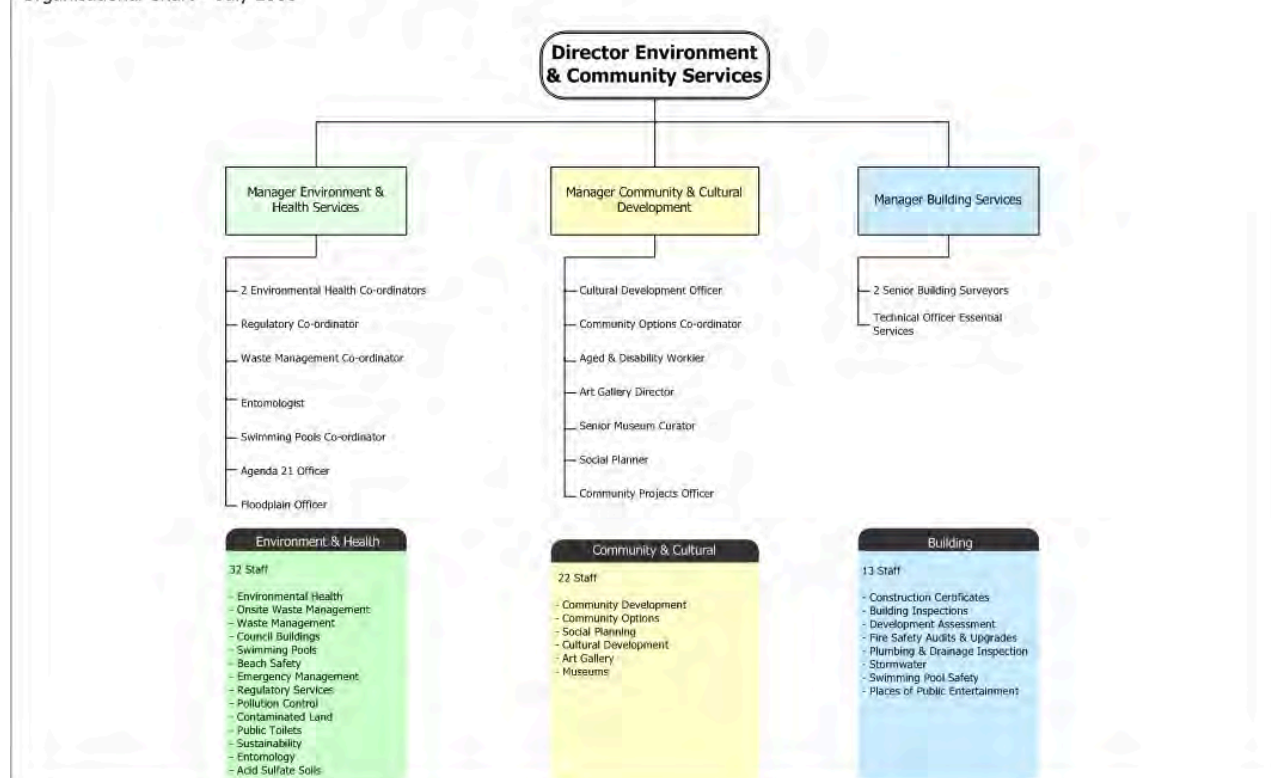 Director Environment
& Community Services
Manager Environment &
Health Services
2 Environmental Health Co-ordinators
Regulatory Co-ordinator
Waste Management Co-ordinator
Entomologist
Swimming Pools Co-ordinator
Agenda 21 Officer
Floodplain Officer
Manager Community & Cultural
Development
Cultural Development Officer
Community Options Co-ordinator
Aged & Disability Worker
Art Gallery Director
Senior Museum Curator
Social Planner
Community Projects Officer
Manager Building Services
2 Senior Building Surveyors
Technical Officer Essential
Services
Environment & Health
32 Staff
- Environmental Health
- Onsite Waste Management
- Waste Management
- Council Buildings
- Swimming Pools
- Beach Safety
- Emergency Management
- Regulatory Services
- Pollution Control
- Contaminated Land
- Public Toilets
- Sustainability
- Entomology
- Acid Sulfate Soils
Community & Cultural
22 Staff
- Community Development
- Community Options
- Social Planning
- Cultural Development
- Art Gallery
- Museums
Building
13 Staff
- Construction Certificates
- Building Inspections
- Development Assessment
- Fire Safety Audits & Upgrades
- Plumbing & Drainage Inspection
- Stormwater
- Swimming Pool Safety
- Places of Public Entertainment